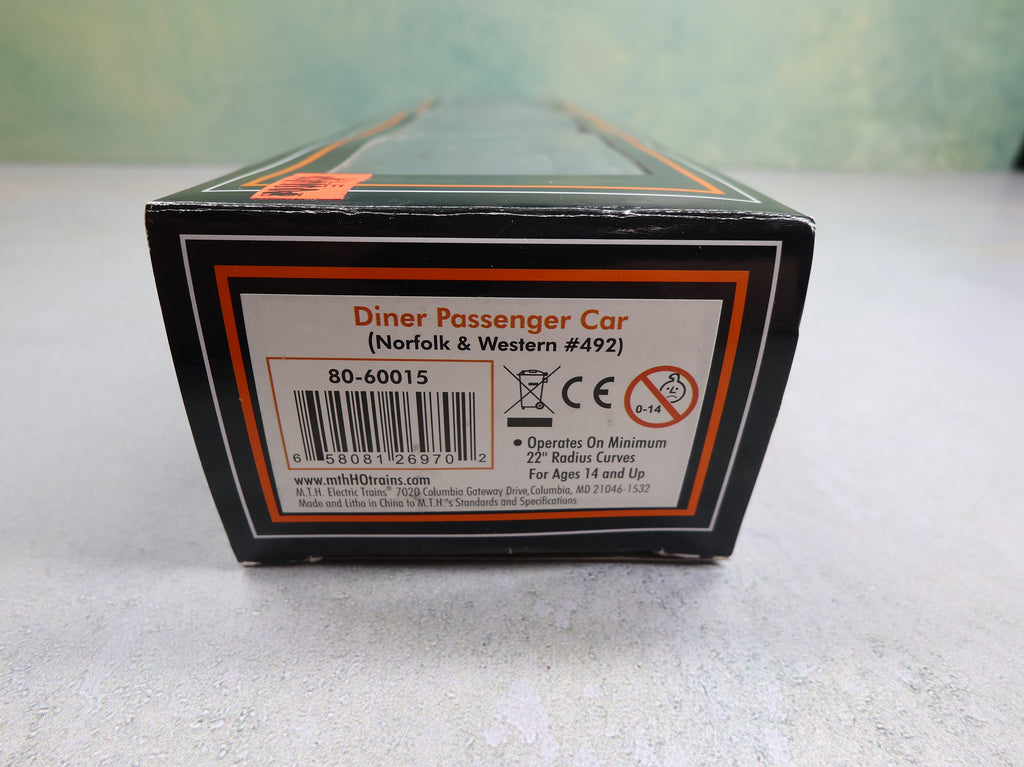 Diner Passenger Car
(Norfolk & Western #492)
80-60015
6 58081 26970 2
CE
0-14
• Operates On Minimum
22" Radius Curves
For Ages 14 and Up
www.mthHOtrains.com
M.T.H. Electric Trains® 7020 Columbia Gateway Drive,Columbia, MD 21046-1532
Made and Litho in China to M.T.H.'s Standards and Specifications